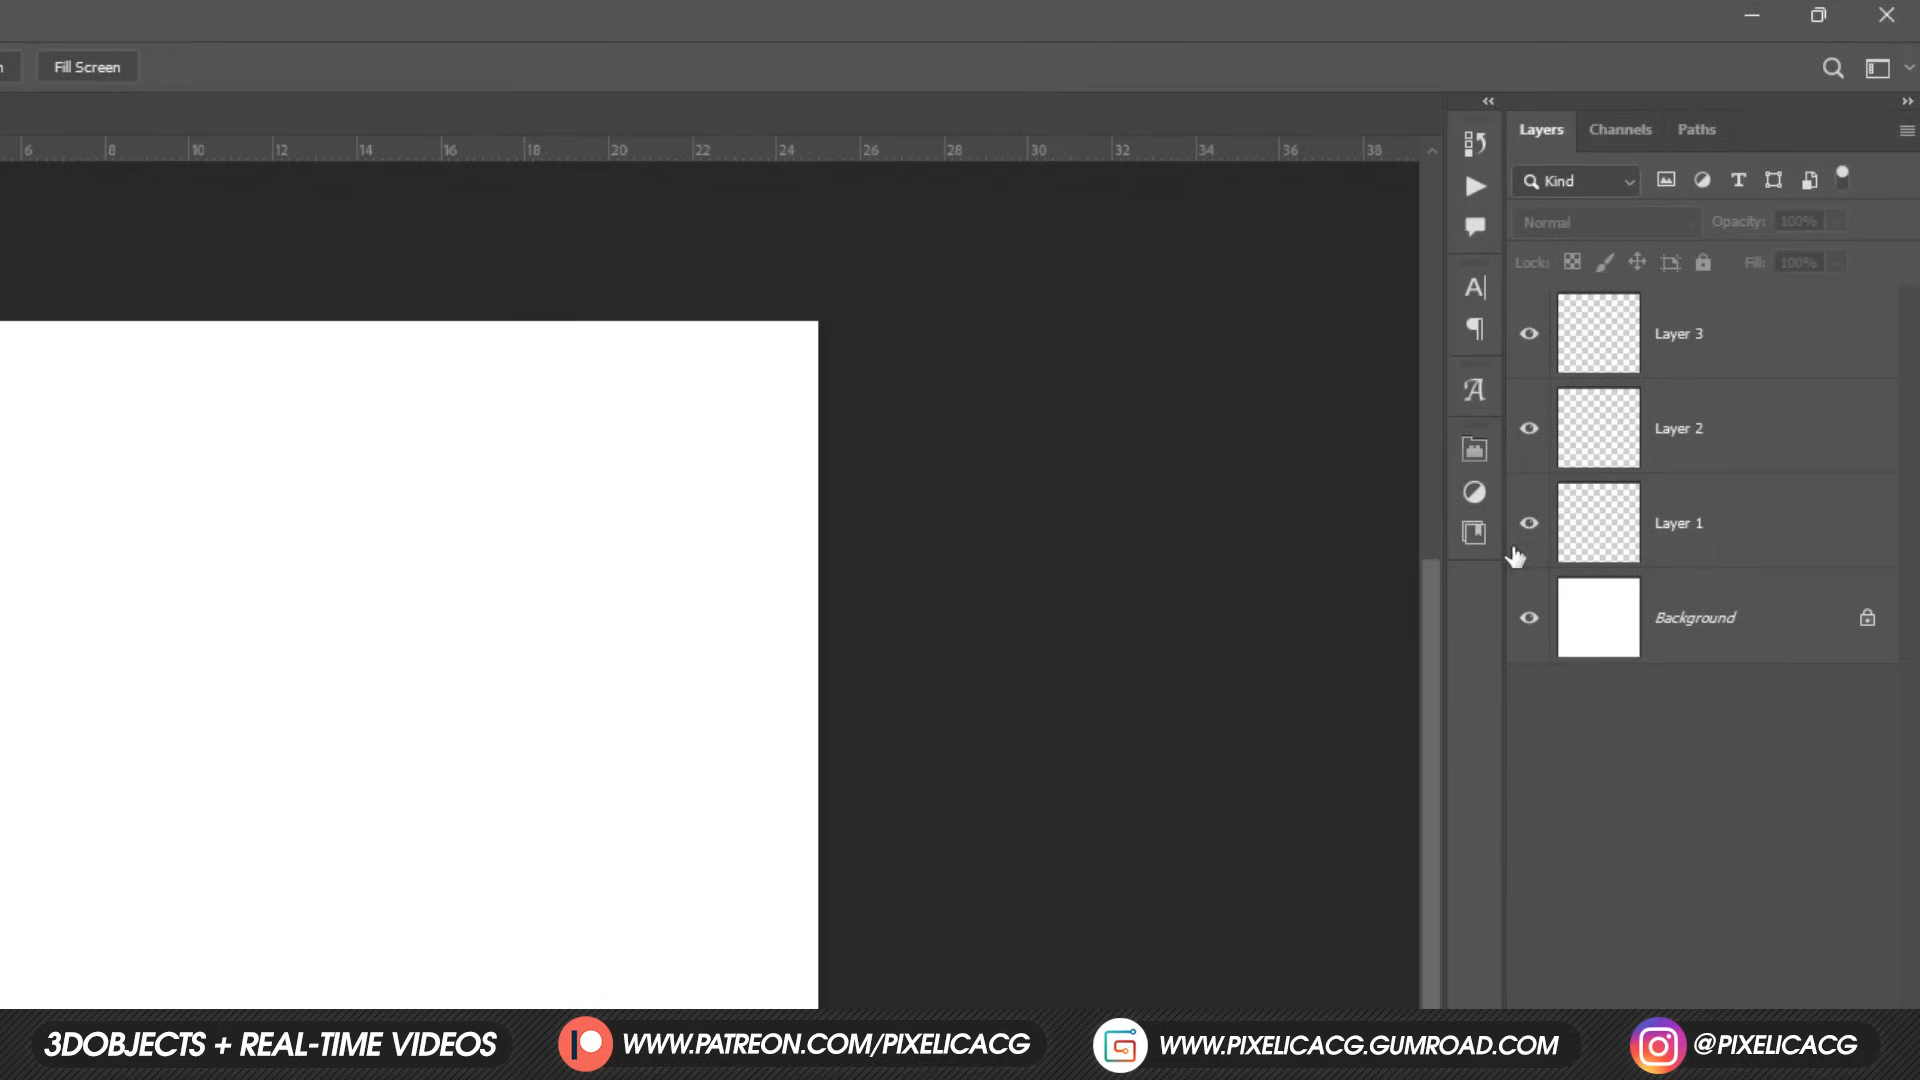 Fill Screen
6 8 10 12 14 16 18 20 22 24 26 28 30 32 34 36 38
Layers Channels Paths
Kind
Normal Opacity: 100%
Lock: Fill: 100%
Layer 3
Layer 2
Layer 1
Background
3DOBJECTS + REAL-TIME VIDEOS WWW.PATREON.COM/PIXELICACG WWW.PIXELICACG.GUMROAD.COM @PIXELICACG